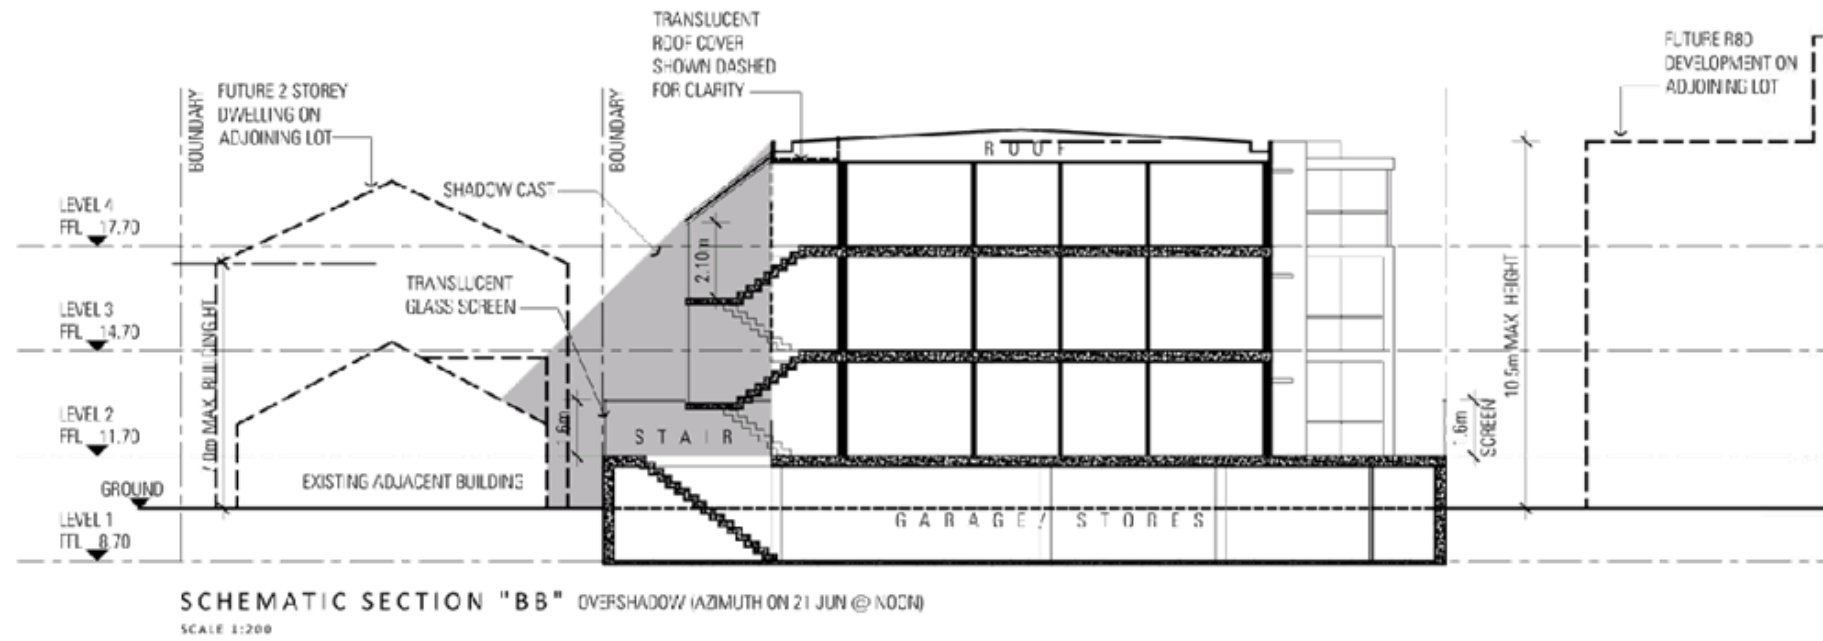 TRANSLUCENT
ROOF COVER
SHOWN DASHED
FOR CLARITY
FUTURE R80
DEVELOPMENT ON
ADJOINING LOT
BOUNDARY
FUTURE 2 STOREY
DWELLING ON
ADJOINING LOT
BOUNDARY
ROOF
SHADOW CAST
LEVEL 4
FFL 17.70
2.10m
TRANSLUCENT
GLASS SCREEN
LEVEL 3
FFL 14.70
7.0m MAX. BUILDING HT
10.5m MAX. HEIGHT
LEVEL 2
FFL 11.70
1.6m
STAIR
1.6m
SCREEN
EXISTING ADJACENT BUILDING
GROUND
LEVEL 1
FFL 8.70
GARAGE/ STORES
SCHEMATIC SECTION "BB" OVERSHADOW (AZIMUTH ON 21 JUN @ NOON)
SCALE 1:200